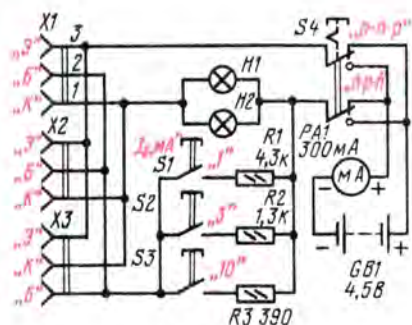 X1
„Э" 3
„Б" 2
„К" 1
X2
„Э"
„Б"
„К"
X3
„Э"
„К"
„Б"
H1
H2
S4 „п-п-р"
„п-р-п"
PA1
300мА
мА
- +
GB1
4,5В
- +
Iб, мА
S1 „1"
R1
4,3к
S2 „3"
R2
1,3к
S3 „10"
R3 390